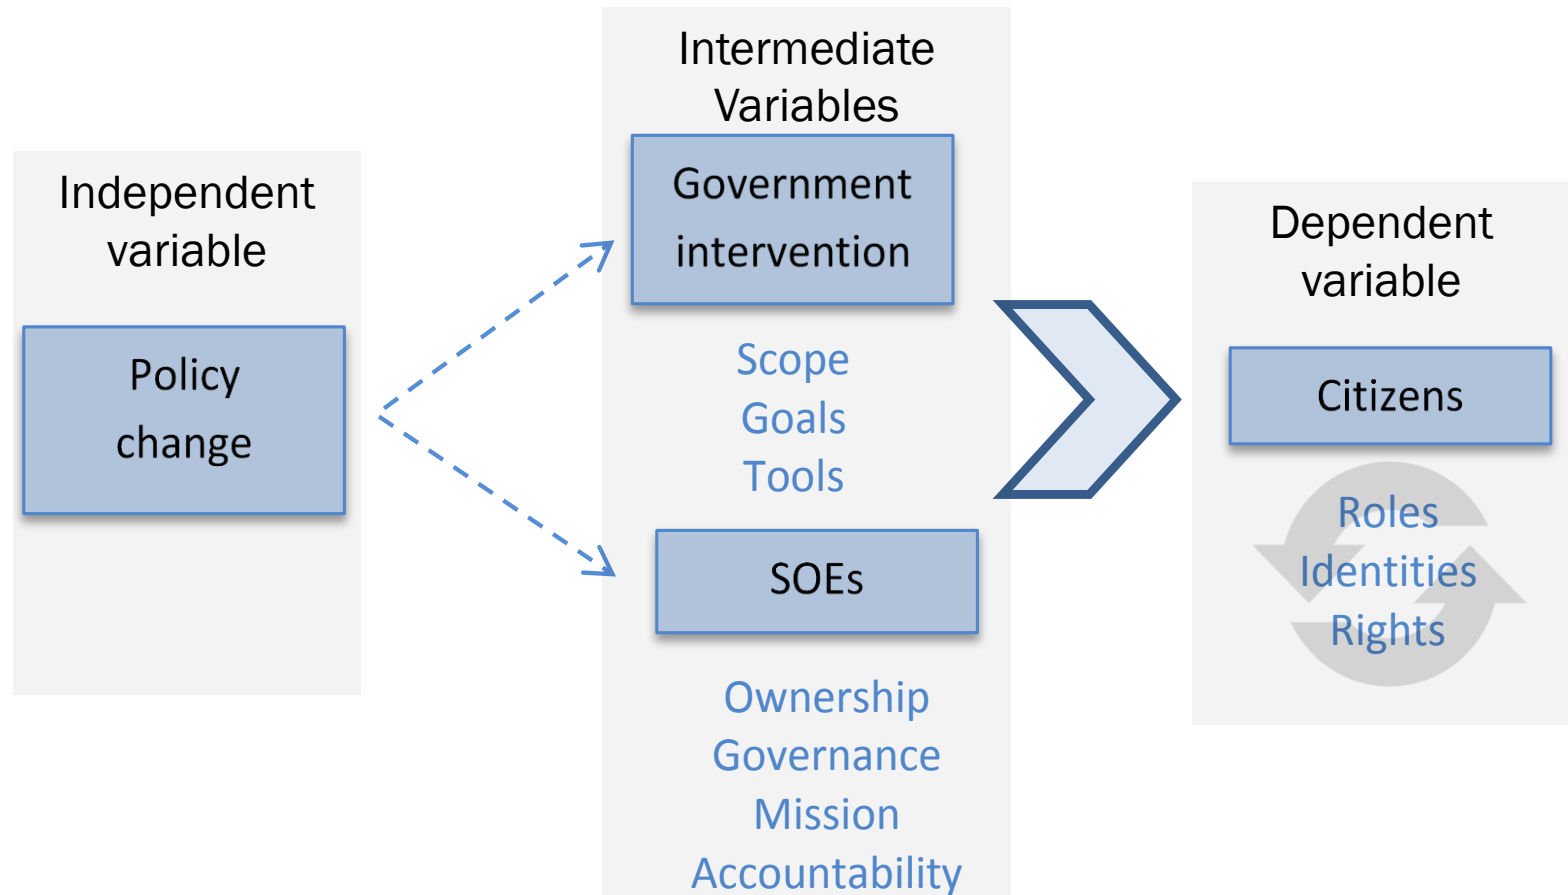 Independent
variable
Policy
change
Intermediate
Variables
Government
intervention
Scope
Goals
Tools
SOEs
Ownership
Governance
Mission
Accountability
Dependent
variable
Citizens
Roles
Identities
Rights